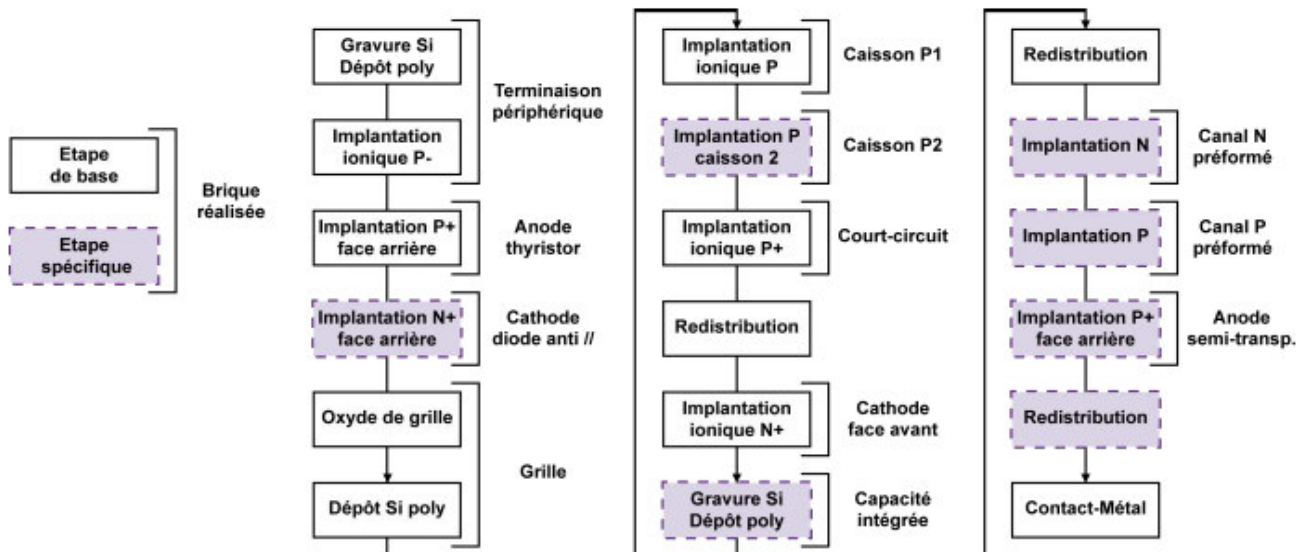 Etape
de base
Etape
spécifique
Brique
réalisée
Gravure Si
Dépôt poly
Implantation
ionique P-
Terminaison
périphérique
Implantation P+
face arrière
Anode
thyristor
Implantation N+
face arrière
Cathode
diode anti //
Oxyde de grille
Dépôt Si poly
Grille
Implantation
ionique P
Caisson P1
Implantation P
caisson 2
Caisson P2
Implantation
ionique P+
Court-circuit
Redistribution
Implantation
ionique N+
Cathode
face avant
Gravure Si
Dépôt poly
Capacité
intégrée
Redistribution
Implantation N
Canal N
préformé
Implantation P
Canal P
préformé
Implantation P+
face arrière
Anode
semi-transp.
Redistribution
Contact-Métal